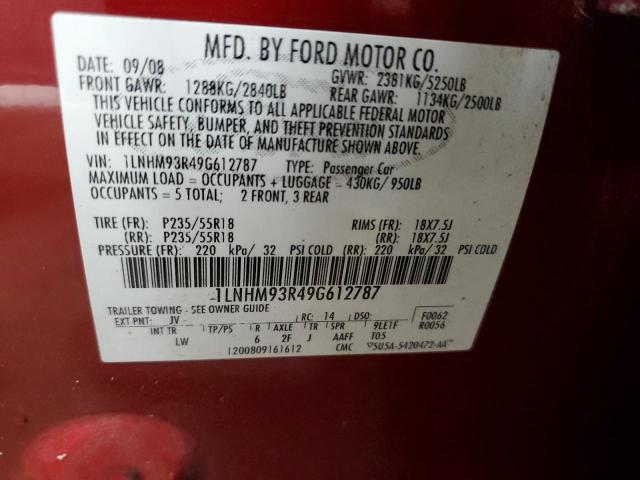 MFD. BY FORD MOTOR CO.
DATE: 09/08
GVWR: 2381KG/5250LB
FRONT GAWR: 1288KG/2840LB
REAR GAWR: 1134KG/2500LB
THIS VEHICLE CONFORMS TO ALL APPLICABLE FEDERAL MOTOR
VEHICLE SAFETY, BUMPER, AND THEFT PREVENTION STANDARDS
IN EFFECT ON THE DATE OF MANUFACTURE SHOWN ABOVE.
VIN: 1LNHM93R49G612787 TYPE: Passenger Car
MAXIMUM LOAD = OCCUPANTS + LUGGAGE = 430KG/ 950LB
OCCUPANTS = 5 TOTAL; 2 FRONT, 3 REAR
TIRE (FR): P235/55R18 RIMS (FR): 18X7.5J
(RR): P235/55R18 (RR): 18X7.5J
PRESSURE (FR): 220 kPa/ 32 PSI COLD (RR): 220 kPa/ 32 PSI COLD
1LNHM93R49G612787
TRAILER TOWING - SEE OWNER GUIDE
EXT PNT: JV RC: 14 DSO: F0062
INT TR TP/PS R AXLE TR SPR 9LE1F R0056
LW 6 2F J AAFF T05
1200809161612 CMC 5U5A-5420472-AA